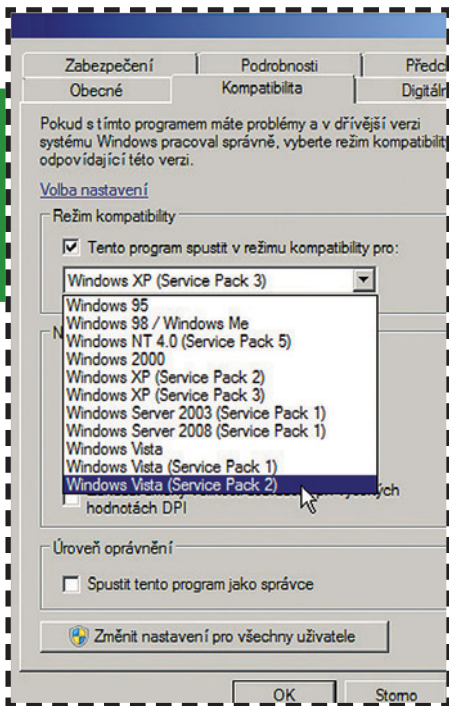 Zabezpečení Podrobnosti
Obecné Kompatibilita
Pokud s tímto programem máte problémy a v dřívější verzi
systému Windows pracoval správně, vyberte režim kompatibility
odpovídající této verzi.
Volba nastavení
Režim kompatibility
Tento program spustit v režimu kompatibility pro:
Windows XP (Service Pack 3)
Windows 95
Windows 98 / Windows Me
Windows NT 4.0 (Service Pack 5)
Windows 2000
Windows XP (Service Pack 2)
Windows XP (Service Pack 3)
Windows Server 2003 (Service Pack 1)
Windows Server 2008 (Service Pack 1)
Windows Vista
Windows Vista (Service Pack 1)
Windows Vista (Service Pack 2)
hodnotách DPI
Úroveň oprávnění
Spustit tento program jako správce
Změnit nastavení pro všechny uživatele
OK Storno